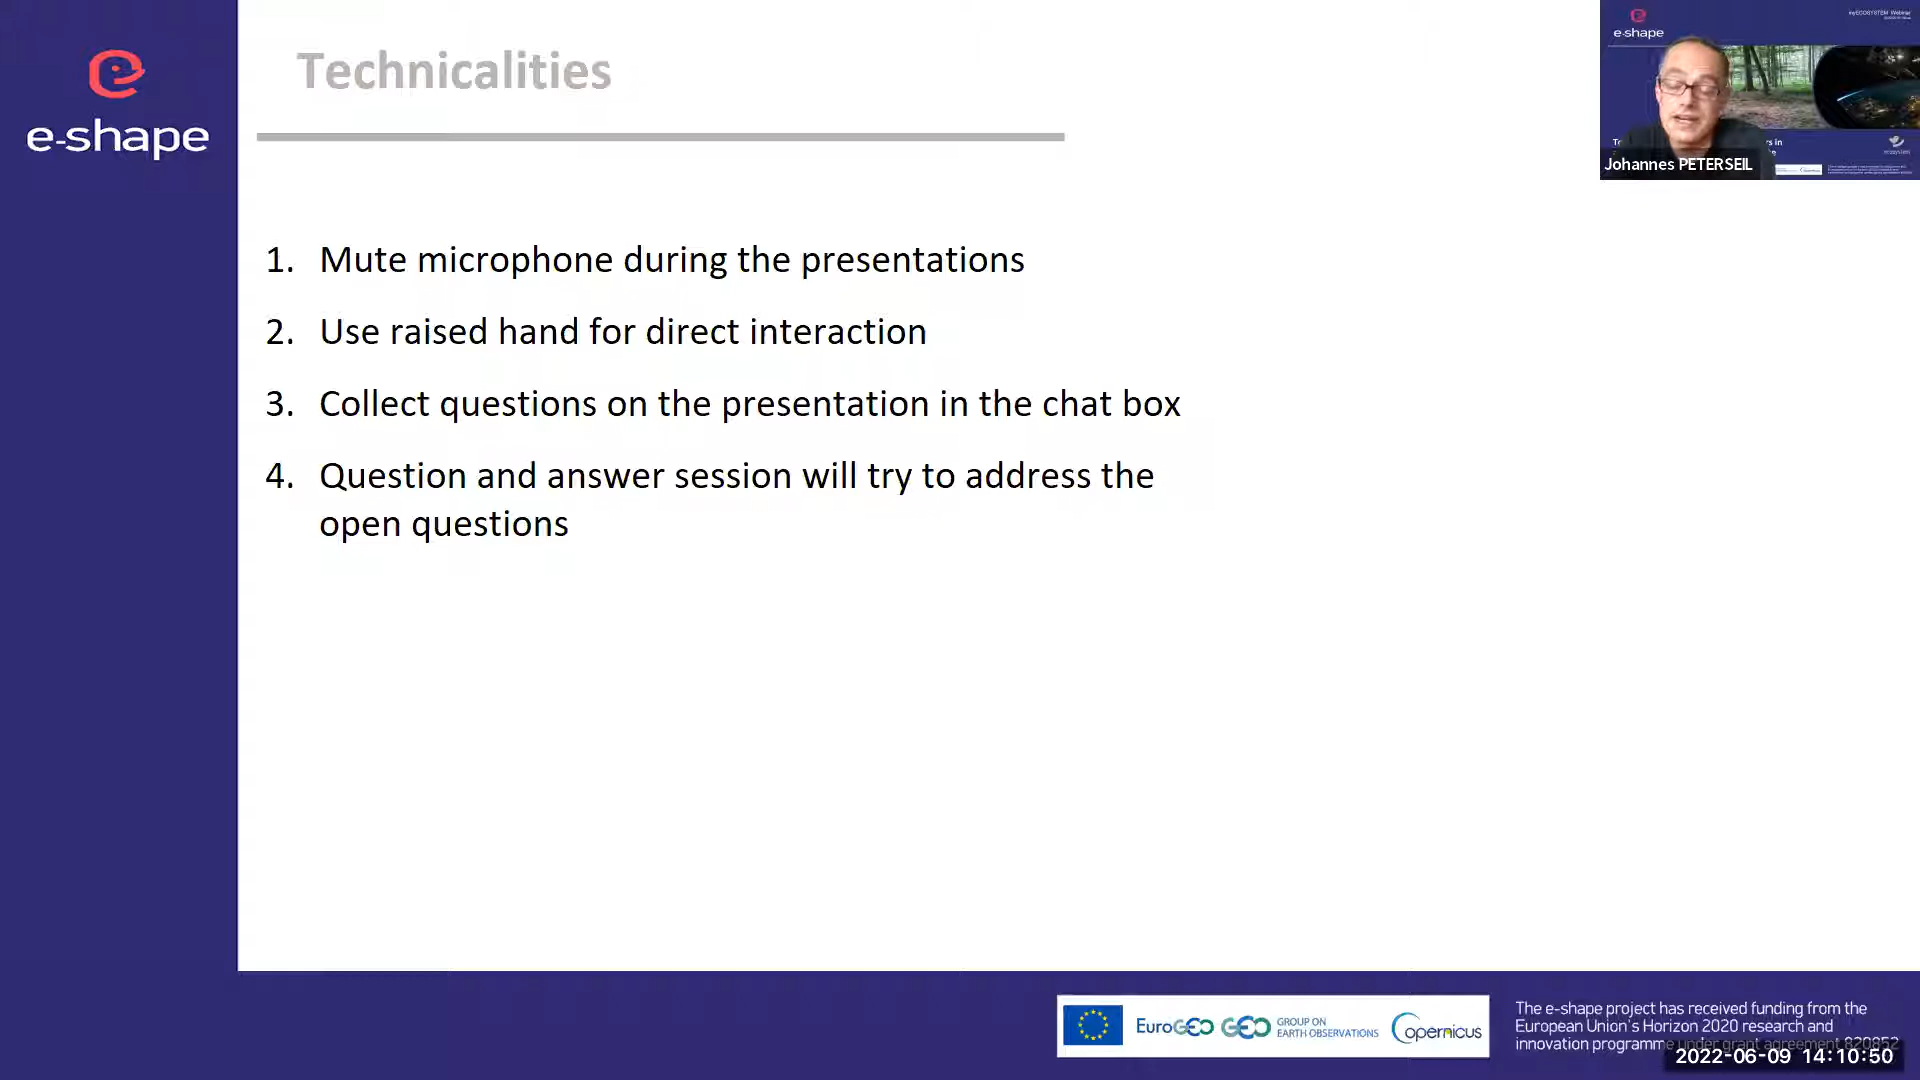 e-shape
Technicalities
1. Mute microphone during the presentations
2. Use raised hand for direct interaction
3. Collect questions on the presentation in the chat box
4. Question and answer session will try to address the
open questions
e-shape
myECOSYSTEM Webinar
Johannes PETERSEIL
EuroGEO
GEO
GROUP ON
EARTH OBSERVATIONS
opernicus
The e-shape project has received funding from the
European Union's Horizon 2020 research and
innovation programme under grant agreement 820852
2022-06-09 14:10:50